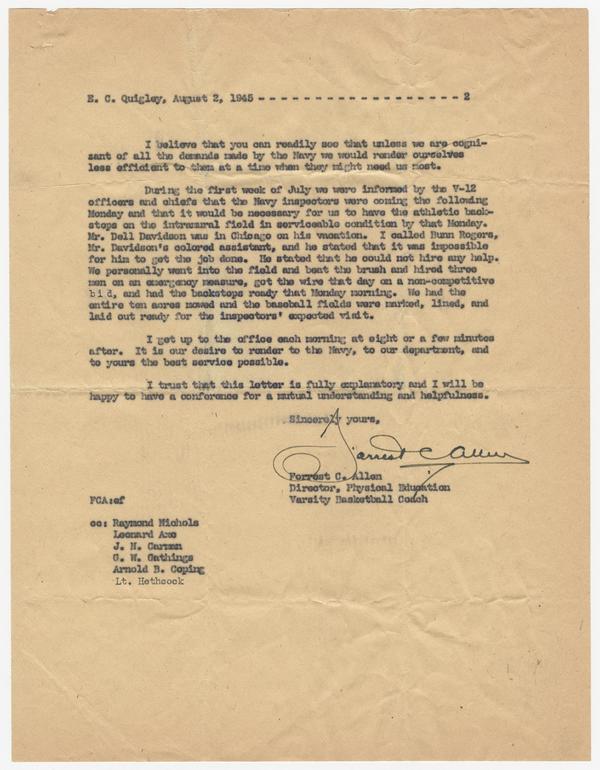 E. C. Quigley, August 2, 1945 - - - - - - - - - - - - - - - - - - 2
I believe that you can readily see that unless we are cogni-
zant of all the demands made by the Navy we would render ourselves
less efficient to them at a time when they might need us most.
During the first week of July we were informed by the V-12
officers and chiefs that the Navy inspectors were coming the following
Monday and that it would be necessary for us to have the athletic back-
stops on the intramural field in serviceable condition by that Monday.
Mr. Dell Davidson was in Chicago on his vacation. I called Bunn Rogers,
Mr. Davidson's colored assistant, and he stated that it was impossible
for him to get the job done. He stated that he could not hire any help.
We personally went into the field and beat the brush and hired three
men on an emergency measure, got the wire that day on a non-competitive
bid, and had the backstops ready that Monday morning. We had the
entire ten acres mowed and the baseball fields were marked, lined, and
laid out ready for the inspectors' expected visit.
I get up to the office each morning at eight or a few minutes
after. It is our desire to render to the Navy, to our department, and
to yours the best service possible.
I trust that this letter is fully explanatory and I will be
happy to have a conference for a mutual understanding and helpfulness.
Sincerely yours,
Forrest C Allen
Forrest C. Allen
Director, Physical Education
Varsity Basketball Coach
FCA:ef
cc: Raymond Nichols
Leonard Axe
J. N. Carman
G. W. Gathings
Arnold B. Coping
Lt. Hethcock